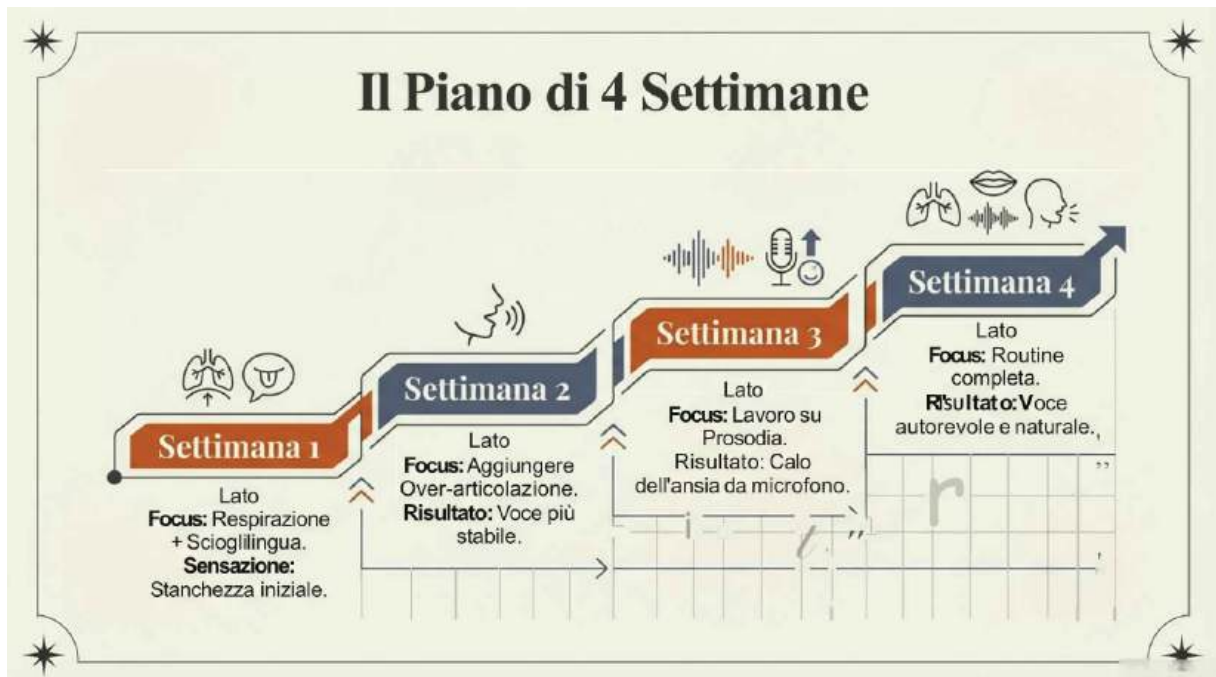 Il Piano di 4 Settimane
Settimana 1
Lato
Focus: Respirazione
+ Scioglilingua.
Sensazione:
Stanchezza iniziale.
Settimana 2
Lato
Focus: Aggiungere
Over-articolazione.
Risultato: Voce più
stabile.
Settimana 3
Lato
Focus: Lavoro su
Prosodia.
Risultato: Calo
dell'ansia da microfono.
Settimana 4
Lato
Focus: Routine
completa.
Risultato: Voce
autorevole e naturale.,
i
t.
r